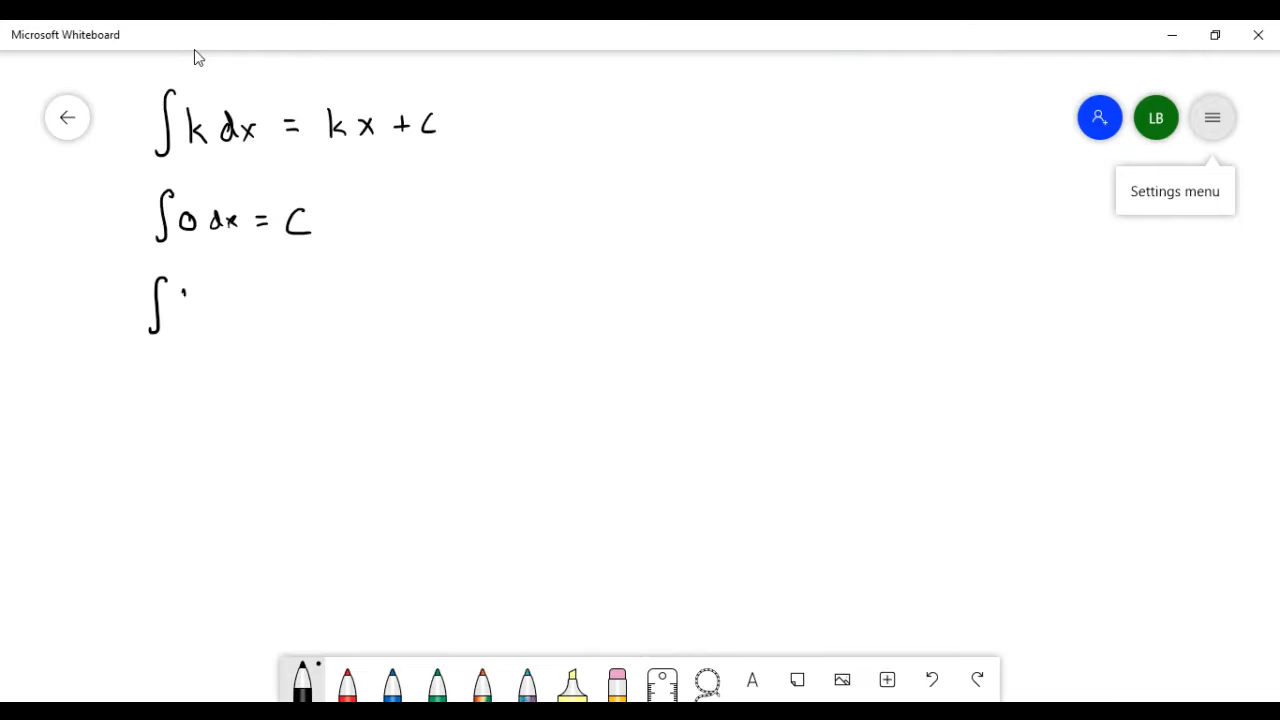 Microsoft Whiteboard
∫ k dx = kx + C
LB
Settings menu
∫ 0 dx = C
∫
A